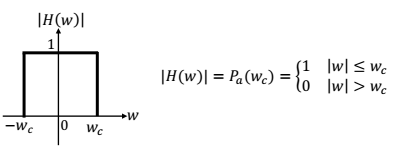 |H(w)|
1
|H(w)| = P_a(w_c) = {1 |w| ≤ w_c
0 |w| > w_c
w
−w_c 0 w_c